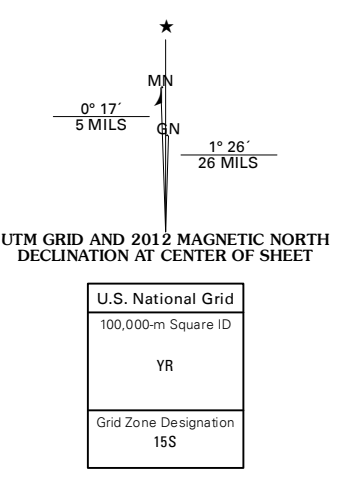 MN
0° 17´
5 MILS
GN
1° 26´
26 MILS
UTM GRID AND 2012 MAGNETIC NORTH
DECLINATION AT CENTER OF SHEET
U.S. National Grid
100,000-m Square ID
YR
Grid Zone Designation
15S